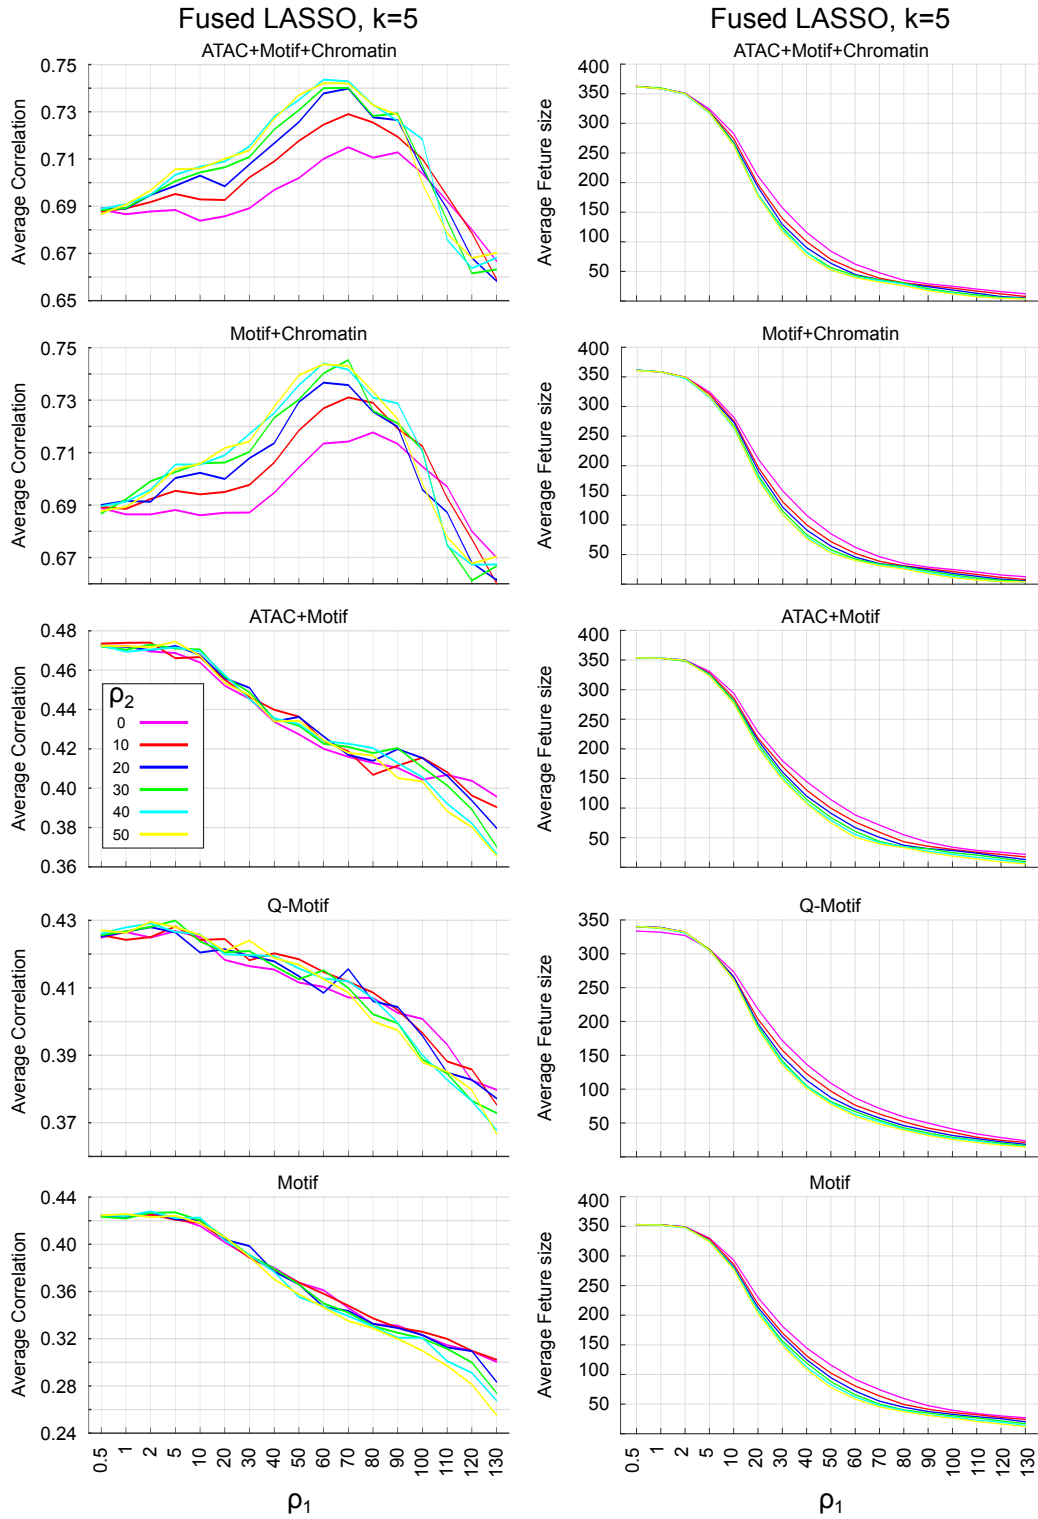 Fused LASSO, k=5
ATAC+Motif+Chromatin
Average Correlation
0.75
0.73
0.71
0.69
0.67
0.65
Motif+Chromatin
Average Correlation
0.75
0.73
0.71
0.69
0.67
ATAC+Motif
Average Correlation
0.48
0.46
0.44
0.42
0.40
0.38
0.36
ρ2
0
10
20
30
40
50
Q-Motif
Average Correlation
0.43
0.41
0.39
0.37
Motif
Average Correlation
0.44
0.40
0.36
0.32
0.28
0.24
0.5 1 2 5 10 20 30 40 50 60 70 80 90 100 110 120 130
ρ1
Fused LASSO, k=5
ATAC+Motif+Chromatin
Average Feture size
400
350
300
250
200
150
100
50
Motif+Chromatin
Average Feture size
400
350
300
250
200
150
100
50
ATAC+Motif
Average Feture size
400
350
300
250
200
150
100
50
Q-Motif
Average Feture size
350
300
250
200
150
100
50
Motif
Average Feture size
400
350
300
250
200
150
100
50
0.5 1 2 5 10 20 30 40 50 60 70 80 90 100 110 120 130
ρ1